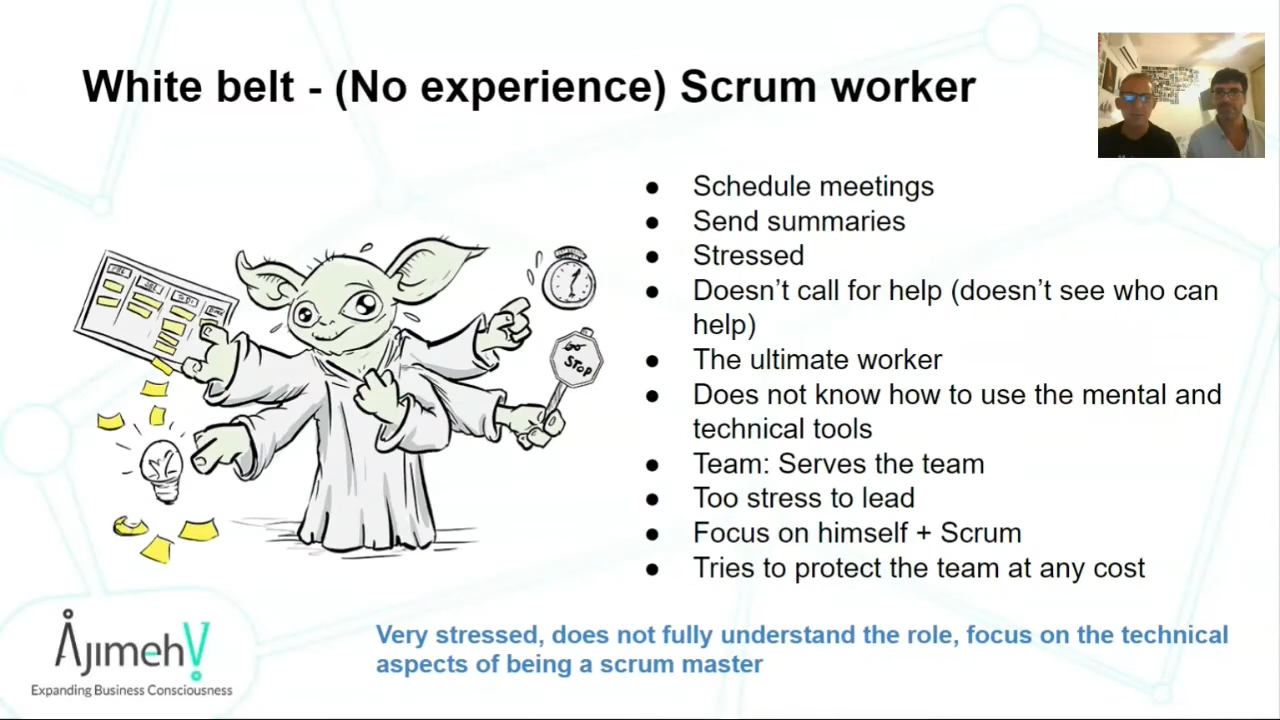 White belt - (No experience) Scrum worker
● Schedule meetings
● Send summaries
● Stressed
● Doesn’t call for help (doesn’t see who can
help)
● The ultimate worker
● Does not know how to use the mental and
technical tools
● Team: Serves the team
● Too stress to lead
● Focus on himself + Scrum
● Tries to protect the team at any cost
STOP
Very stressed, does not fully understand the role, focus on the technical
aspects of being a scrum master
AjimehV
Expanding Business Consciousness